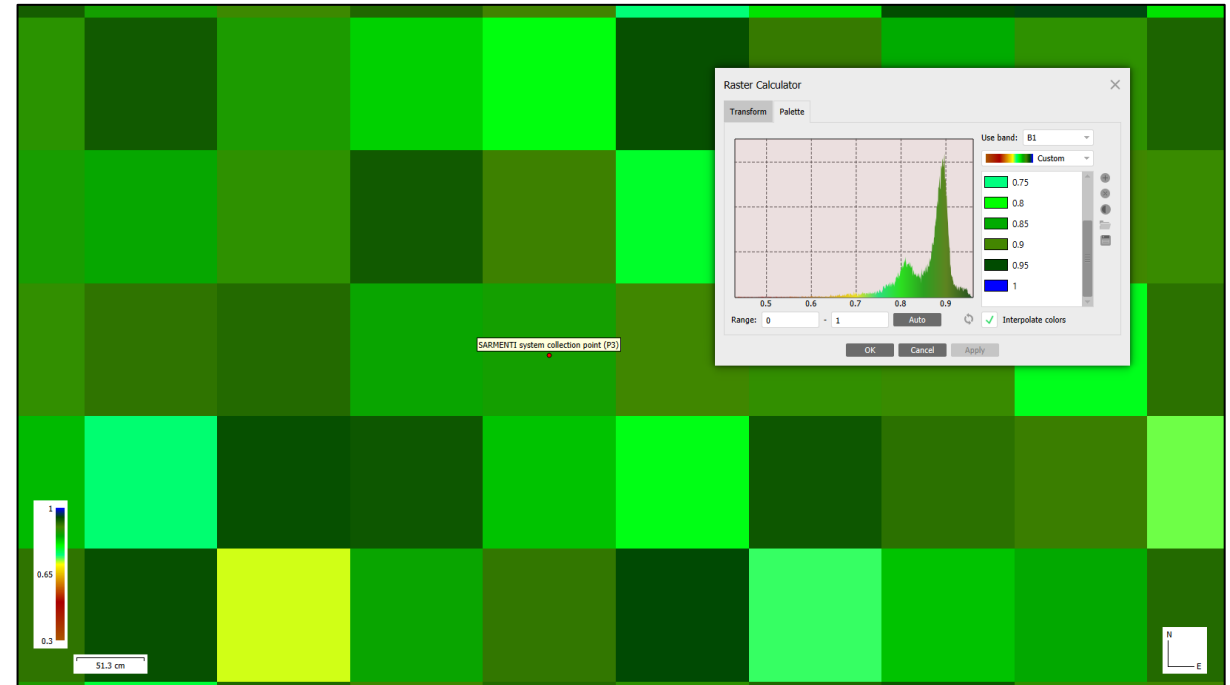 Raster Calculator
Transform Palette
Use band: B1
Custom
0.75
0.8
0.85
0.9
0.95
1
0.5 0.6 0.7 0.8 0.9
Range: 0 - 1 Auto Interpolate colors
OK Cancel Apply
SARMENTI system collection point (P3)
1
0.65
0.3
51.3 cm
N
E